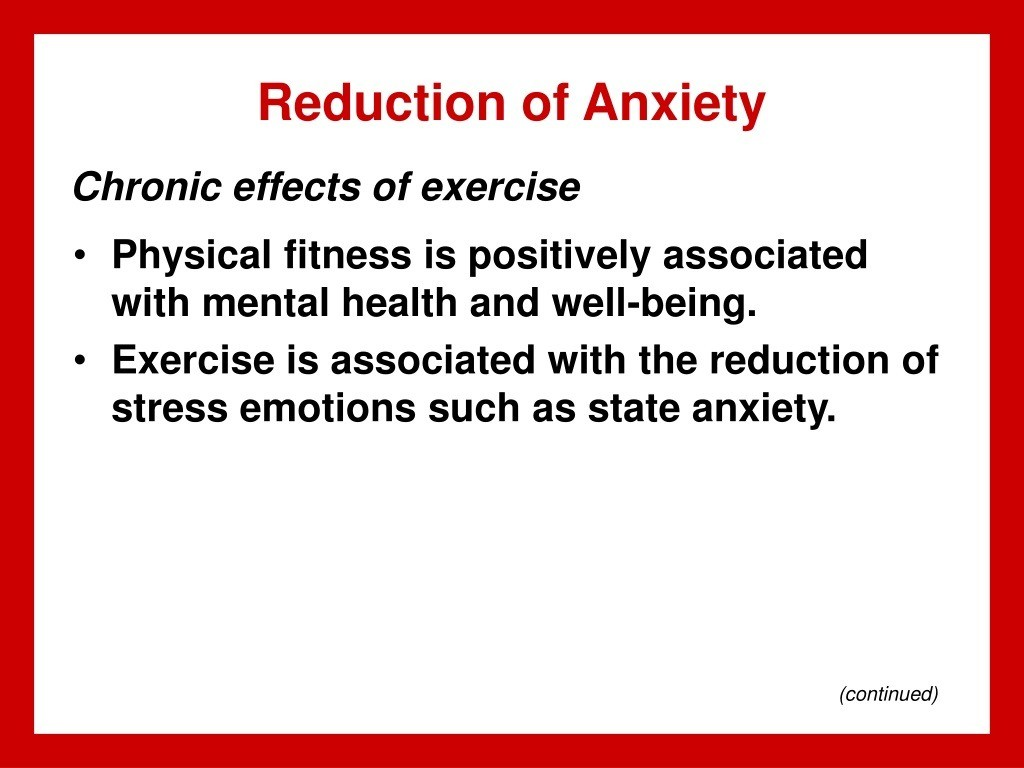 Reduction of Anxiety
Chronic effects of exercise
• Physical fitness is positively associated
with mental health and well-being.
• Exercise is associated with the reduction of
stress emotions such as state anxiety.
(continued)